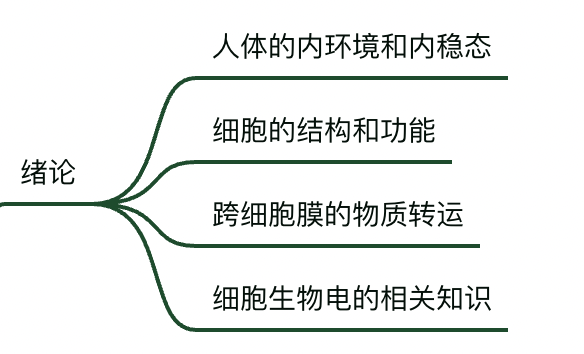 人体的内环境和内稳态
细胞的结构和功能
绪论
跨细胞膜的物质转运
细胞生物电的相关知识